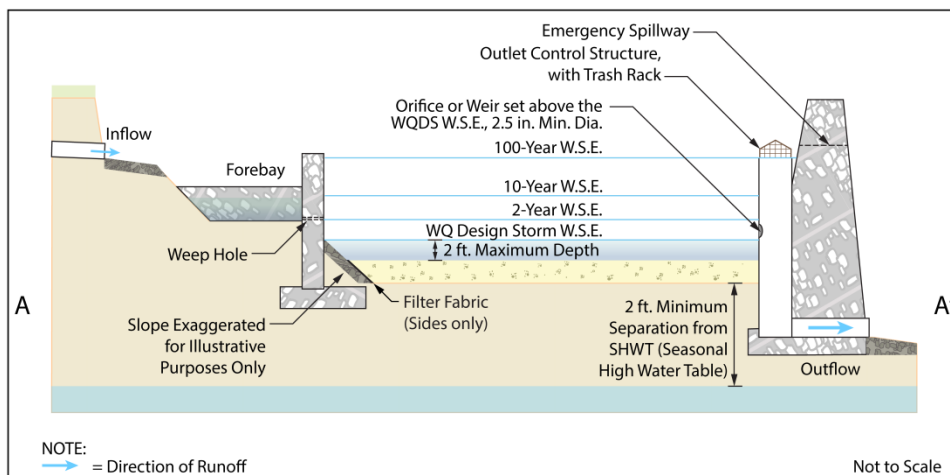 Emergency Spillway
Outlet Control Structure,
with Trash Rack
Orifice or Weir set above the
WQDS W.S.E., 2.5 in. Min. Dia.
Inflow
100-Year W.S.E.
Forebay
10-Year W.S.E.
2-Year W.S.E.
WQ Design Storm W.S.E.
Weep Hole
2 ft. Maximum Depth
A
Filter Fabric
(Sides only)
Slope Exaggerated
for Illustrative
Purposes Only
2 ft. Minimum
Separation from
SHWT (Seasonal
High Water Table)
A'
Outflow
NOTE:
= Direction of Runoff
Not to Scale